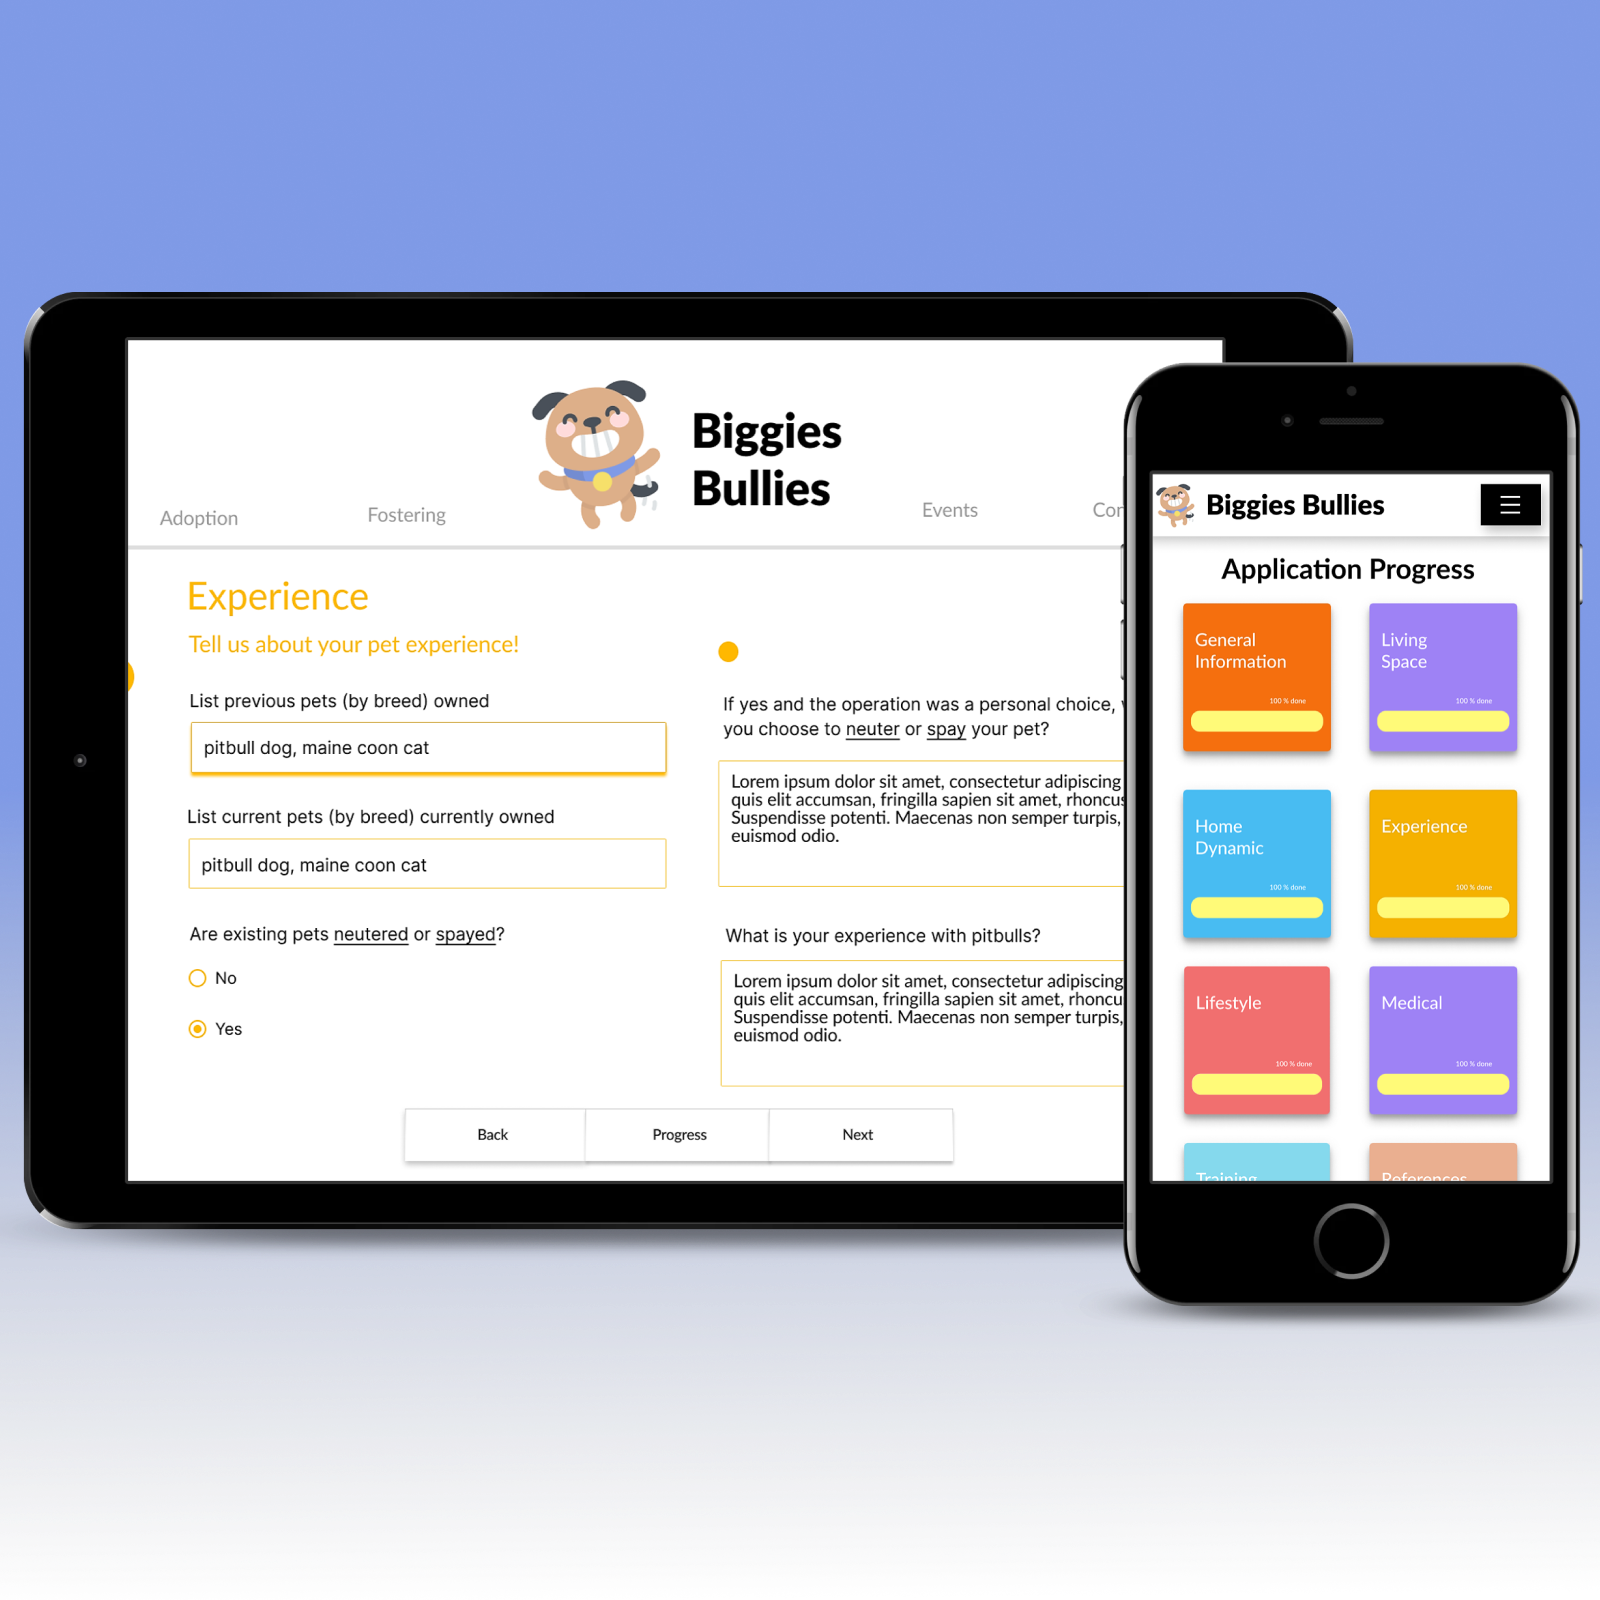 Biggies
Bullies
Adoption
Fostering
Events
Experience
Tell us about your pet experience!
List previous pets (by breed) owned
pitbull dog, maine coon cat
List current pets (by breed) currently owned
pitbull dog, maine coon cat
Are existing pets neutered or spayed?
No
Yes
If yes and the operation was a personal choice,
you choose to neuter or spay your pet?
Lorem ipsum dolor sit amet, consectetur adipiscing
quis elit accumsan, fringilla sapien sit amet, rhoncus
Suspendisse potenti. Maecenas non semper turpis,
euismod odio.
What is your experience with pitbulls?
Lorem ipsum dolor sit amet, consectetur adipiscing
quis elit accumsan, fringilla sapien sit amet, rhoncu
Suspendisse potenti. Maecenas non semper turpis,
euismod odio.
Back
Progress
Next
Biggies Bullies
Application Progress
General
Information
100 % done
Living
Space
100 % done
Home
Dynamic
100 % done
Experience
100 % done
Lifestyle
100 % done
Medical
100 % done
Training
References